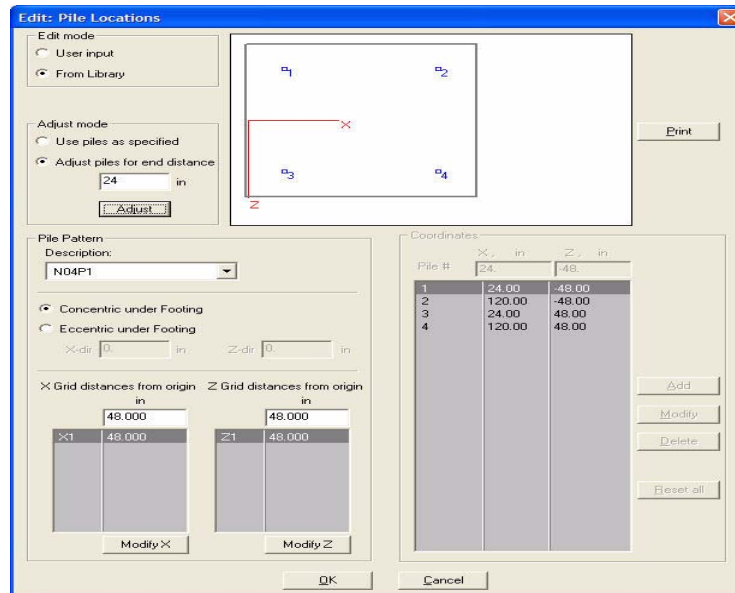 Edit: Pile Locations
Edit mode
User input
From Library
Adjust mode
Use piles as specified
Adjust piles for end distance
24 in
Adjust
1 2
X
3 4
Z
Print
Pile Pattern
Description:
N04P1
Concentric under Footing
Eccentric under Footing
X-dir 0. in Z-dir 0. in
X Grid distances from origin Z Grid distances from origin
in in
48.000 48.000
X1 48.000 Z1 48.000
Modify X Modify Z
Coordinates
X, in Z, in
Pile # 24. -48.
1 24.00 -48.00
2 120.00 -48.00
3 24.00 48.00
4 120.00 48.00
Add
Modify
Delete
Reset all
OK Cancel